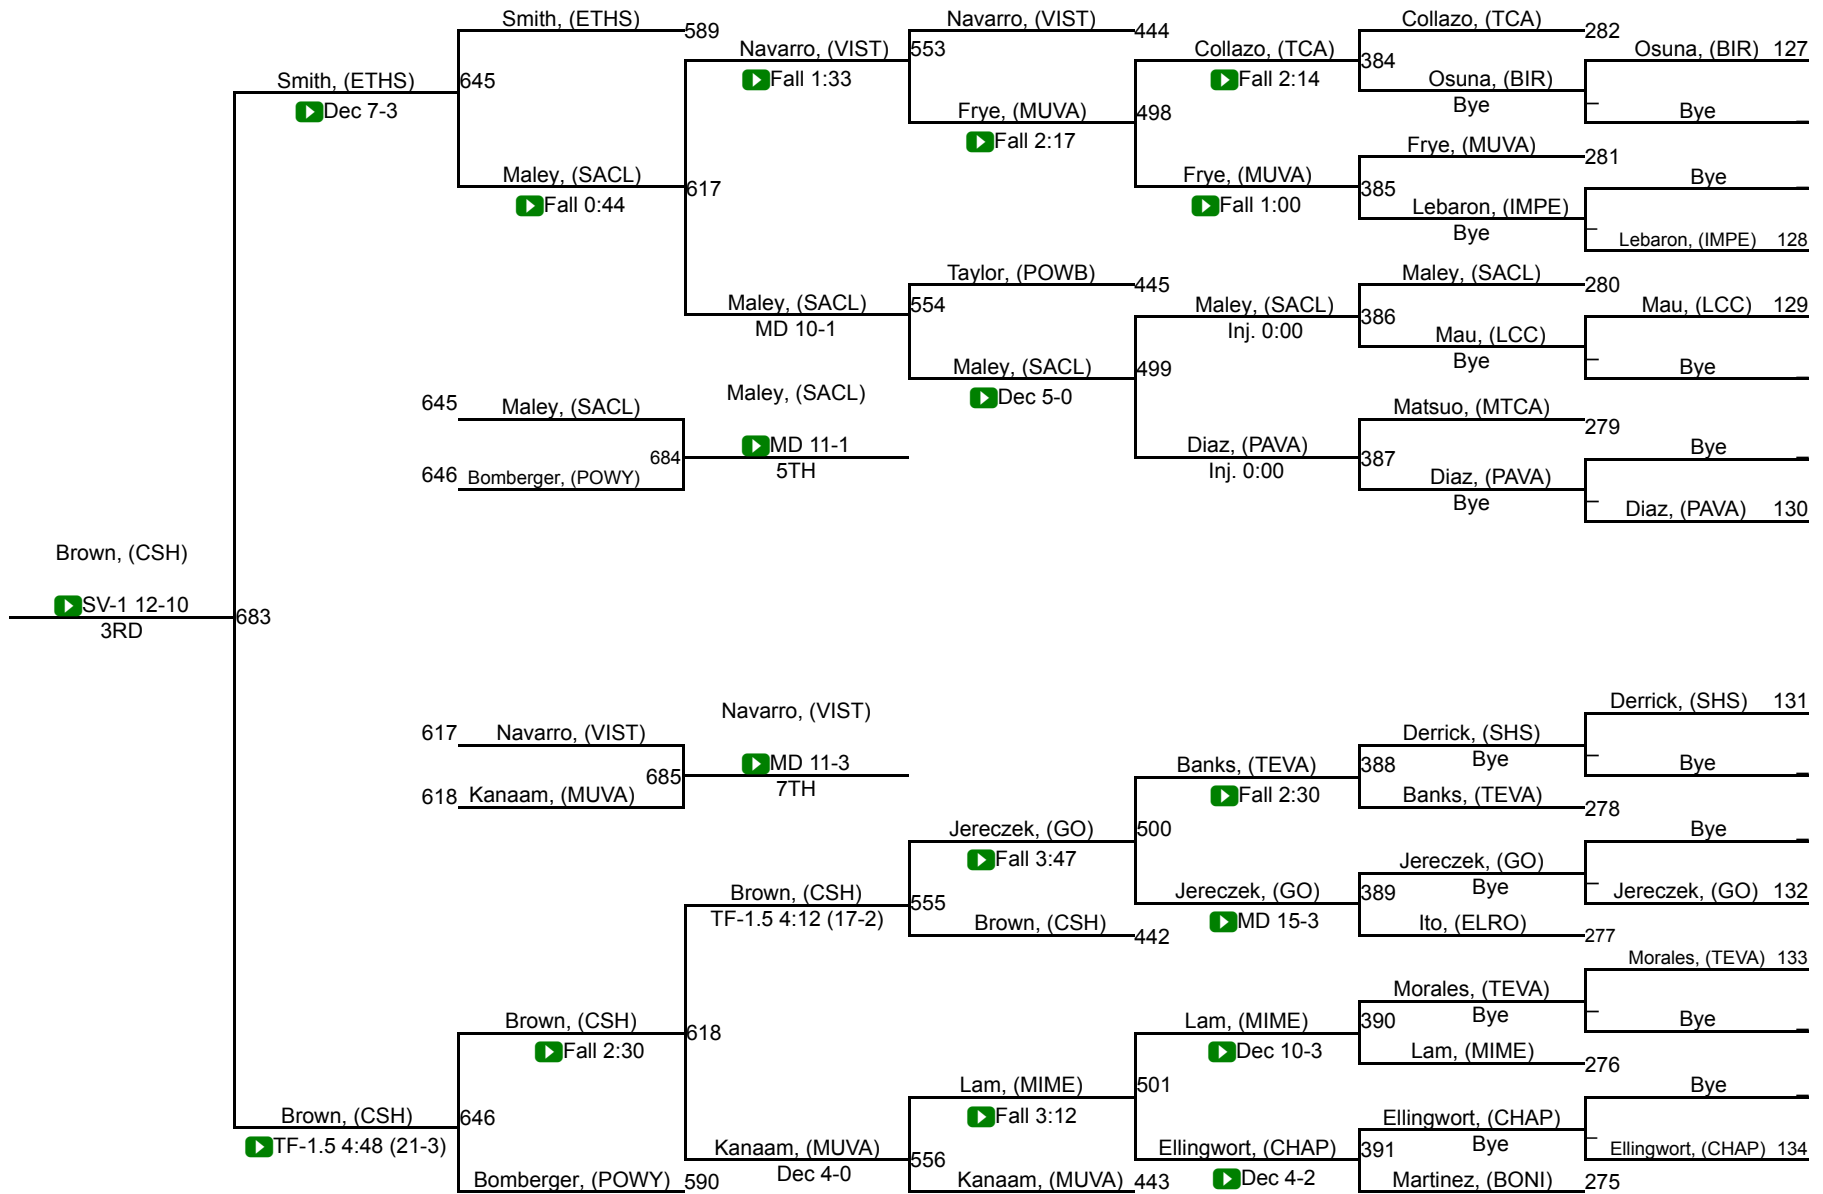 Smith, (ETHS)
589
Navarro, (VIST)
444
Collazo, (TCA)
282
Navarro, (VIST)
553
Collazo, (TCA)
Osuna, (BIR) 127
Fall 1:33
Fall 2:14
384
Osuna, (BIR)
Bye
Smith, (ETHS)
645
Dec 7-3
Frye, (MUVA)
498
Bye
Fall 2:17
Frye, (MUVA)
281
Maley, (SACL)
617
Frye, (MUVA)
385
Bye
Fall 0:44
Fall 1:00
Lebaron, (IMPE)
Bye
Lebaron, (IMPE) 128
Taylor, (POWB)
445
Maley, (SACL)
280
Maley, (SACL)
554
Maley, (SACL)
386
Mau, (LCC) 129
MD 10-1
Inj. 0:00
Mau, (LCC)
Bye
Maley, (SACL)
499
Bye
Dec 5-0
645
Maley, (SACL)
Maley, (SACL)
Matsuo, (MTCA)
279
684
MD 11-1
Diaz, (PAVA)
387
Bye
646
Bomberger, (POWY)
5TH
Inj. 0:00
Diaz, (PAVA)
Bye
Diaz, (PAVA) 130
Brown, (CSH)
SV-1 12-10
683
3RD
617
Navarro, (VIST)
Navarro, (VIST)
Derrick, (SHS)
Derrick, (SHS) 131
685
MD 11-3
Banks, (TEVA)
388
Bye
Bye
618
Kanaam, (MUVA)
7TH
Fall 2:30
Banks, (TEVA)
278
Jereczek, (GO)
500
Bye
Fall 3:47
Jereczek, (GO)
Bye
Brown, (CSH)
555
Jereczek, (GO)
389
Jereczek, (GO) 132
TF-1.5 4:12 (17-2)
Brown, (CSH)
442
MD 15-3
Ito, (ELRO)
277
Morales, (TEVA) 133
Morales, (TEVA)
Bye
Brown, (CSH)
618
Lam, (MIME)
390
Bye
Fall 2:30
Dec 10-3
Lam, (MIME)
276
Lam, (MIME)
501
Bye
Fall 3:12
Brown, (CSH)
646
Ellingwort, (CHAP)
Bye
TF-1.5 4:48 (21-3)
Kanaam, (MUVA)
556
Ellingwort, (CHAP)
391
Ellingwort, (CHAP) 134
Dec 4-0
Dec 4-2
Bomberger, (POWY) 590
Kanaam, (MUVA) 443
Martinez, (BONI)
275